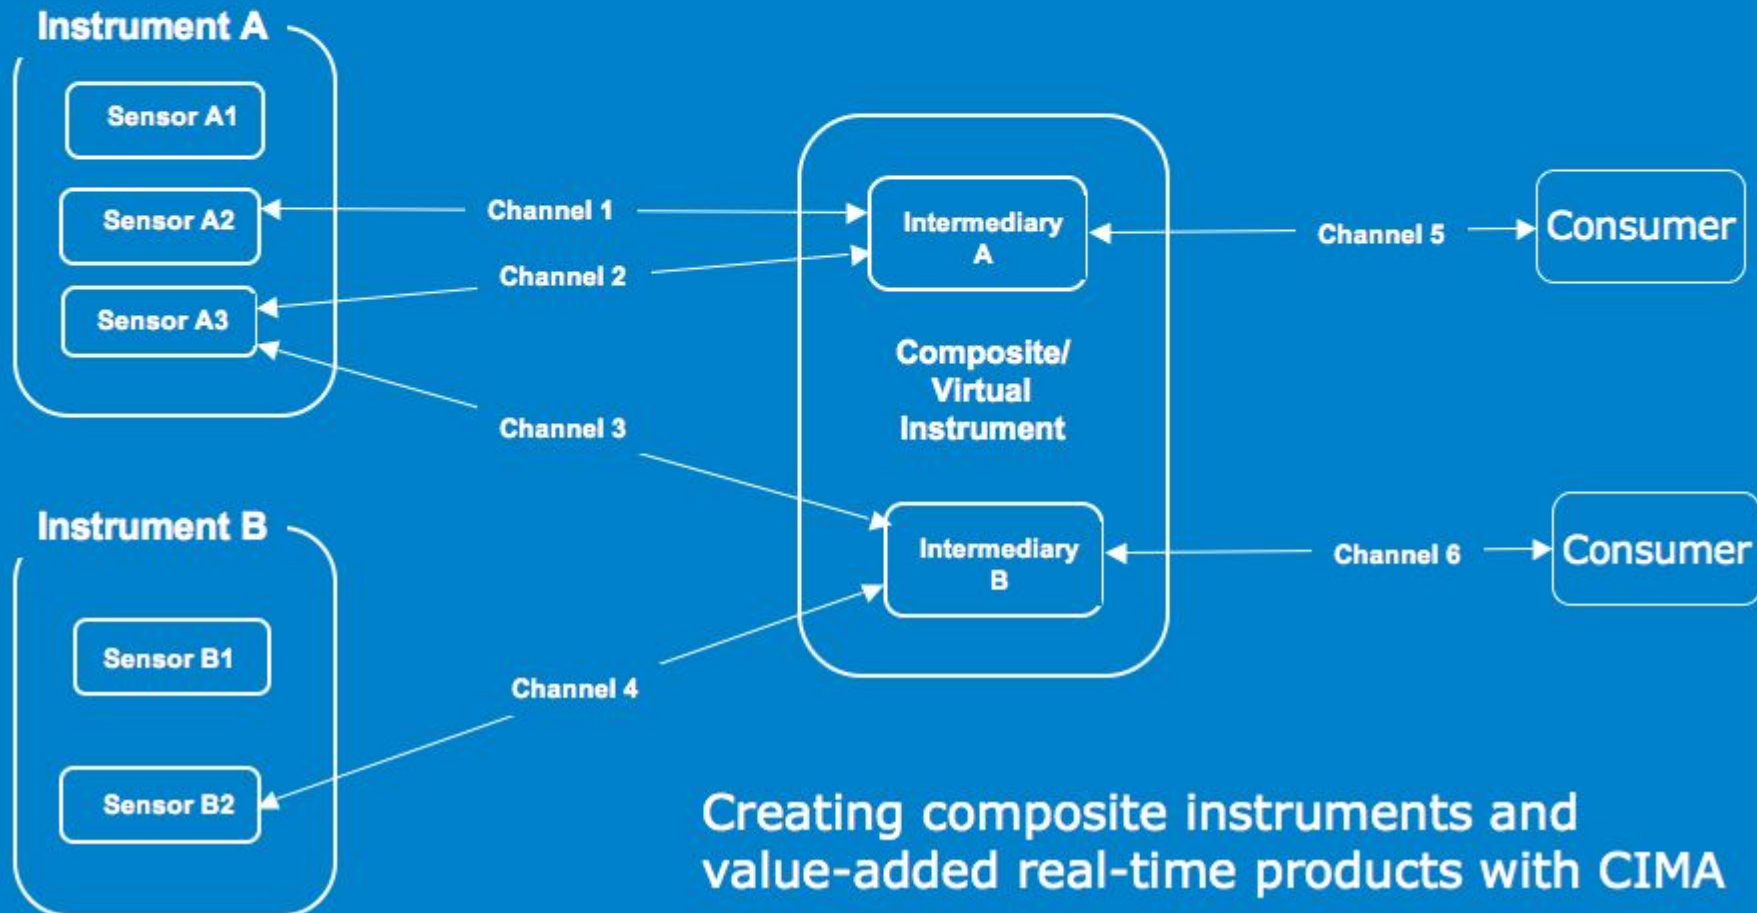 Instrument A
Sensor A1
Sensor A2
Sensor A3
Channel 1
Channel 2
Channel 3
Intermediary
A
Composite/
Virtual
Instrument
Channel 5
Consumer
Instrument B
Sensor B1
Sensor B2
Channel 4
Intermediary
B
Channel 6
Consumer
Creating composite instruments and
value-added real-time products with CIMA